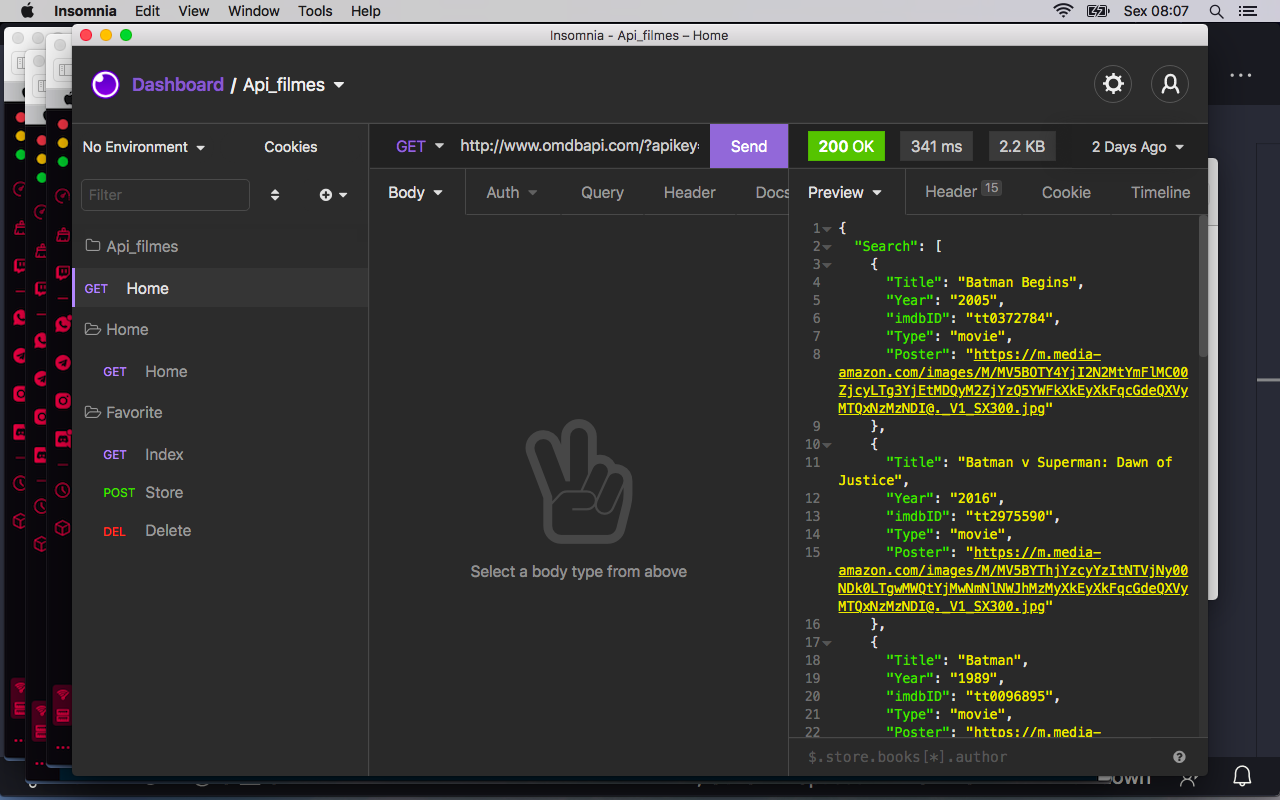 Insomnia Edit View Window Tools Help Sex 08:07
Insomnia - Api_filmes – Home
Dashboard / Api_filmes
No Environment Cookies
GET http://www.omdbapi.com/?apikey= Send
200 OK 341 ms 2.2 KB 2 Days Ago
Filter
Body Auth Query Header Docs
Preview Header 15 Cookie Timeline
Api_filmes
GET Home
Home
GET Home
Favorite
GET Index
POST Store
DEL Delete
Select a body type from above
1 {
2 "Search": [
3 {
4 "Title": "Batman Begins",
5 "Year": "2005",
6 "imdbID": "tt0372784",
7 "Type": "movie",
8 "Poster": "https://m.media-
amazon.com/images/M/MV5BOTY4YjI2N2MtYmFlMC00
ZjcyLTg3YjEtMDQyM2ZjYzQ5YWFkXkEyXkFqcGdeQXVy
MTQxNzMzNDI@._V1_SX300.jpg"
9 },
10 {
11 "Title": "Batman v Superman: Dawn of
Justice",
12 "Year": "2016",
13 "imdbID": "tt2975590",
14 "Type": "movie",
15 "Poster": "https://m.media-
amazon.com/images/M/MV5BYThjYzcyYzItNTVjNy00
NDk0LTgwMWQtYjMwNmNlNWJhMzMyXkEyXkFqcGdeQXVy
MTQxNzMzNDI@._V1_SX300.jpg"
16 },
17 {
18 "Title": "Batman",
19 "Year": "1989",
20 "imdbID": "tt0096895",
21 "Type": "movie",
22 "Poster": "https://m.media-
$.store.books[*].author